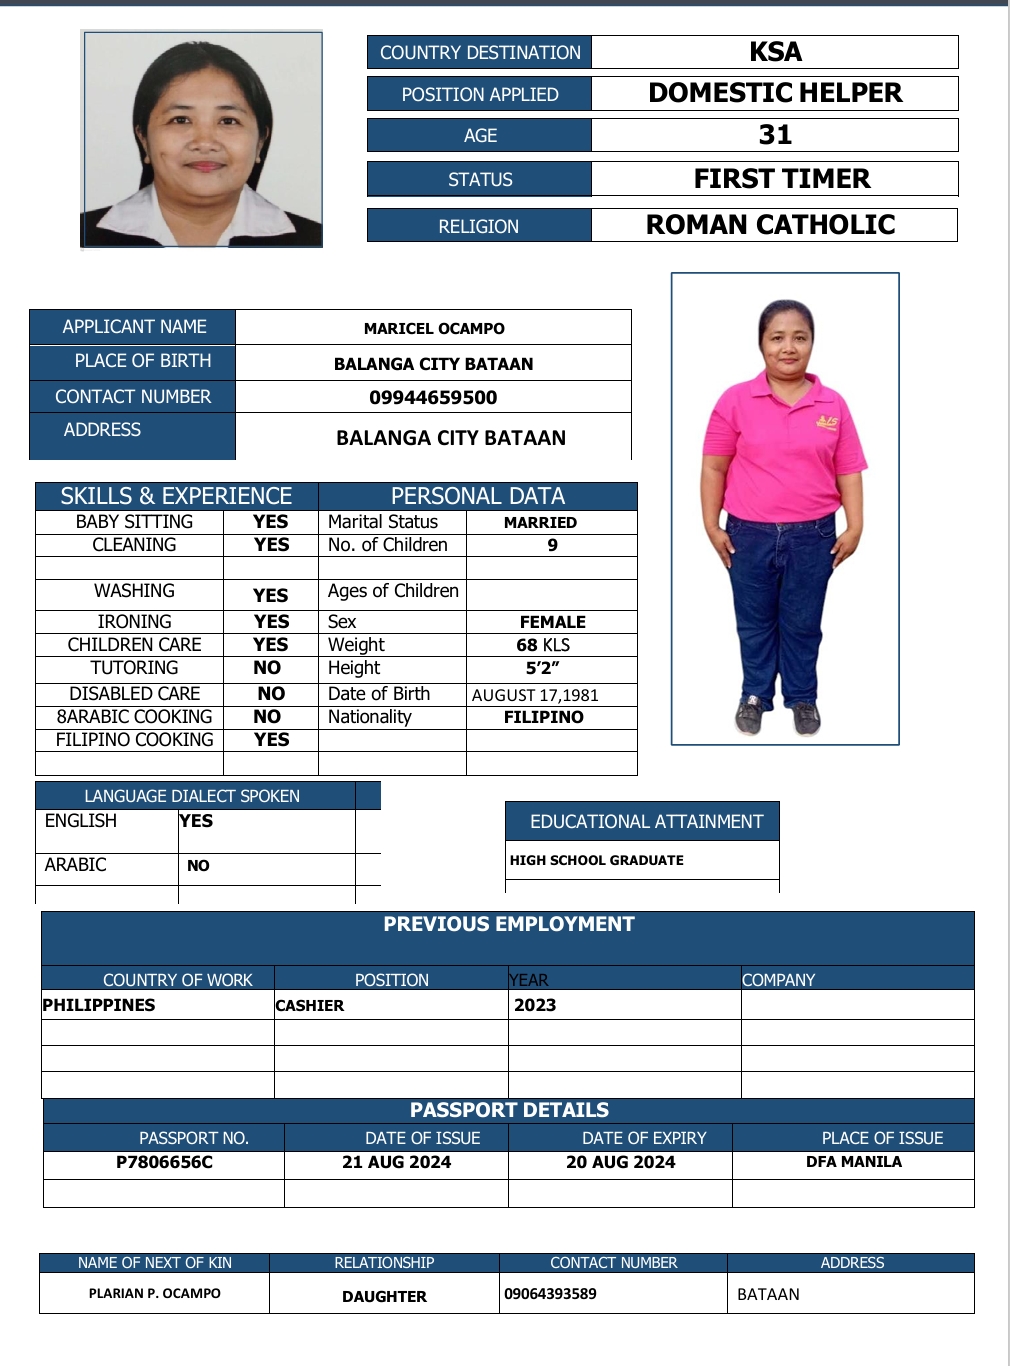 COUNTRY DESTINATION KSA
POSITION APPLIED DOMESTIC HELPER
AGE 31
STATUS FIRST TIMER
RELIGION ROMAN CATHOLIC
APPLICANT NAME MARICEL OCAMPO
PLACE OF BIRTH BALANGA CITY BATAAN
CONTACT NUMBER 09944659500
ADDRESS BALANGA CITY BATAAN
SKILLS & EXPERIENCE PERSONAL DATA
BABY SITTING YES Marital Status MARRIED
CLEANING YES No. of Children 9
WASHING YES Ages of Children
IRONING YES Sex FEMALE
CHILDREN CARE YES Weight 68 KLS
TUTORING NO Height 5’2”
DISABLED CARE NO Date of Birth AUGUST 17,1981
8ARABIC COOKING NO Nationality FILIPINO
FILIPINO COOKING YES
LANGUAGE DIALECT SPOKEN
ENGLISH YES
ARABIC NO
EDUCATIONAL ATTAINMENT
HIGH SCHOOL GRADUATE
PREVIOUS EMPLOYMENT
COUNTRY OF WORK POSITION YEAR COMPANY
PHILIPPINES CASHIER 2023
PASSPORT DETAILS
PASSPORT NO. DATE OF ISSUE DATE OF EXPIRY PLACE OF ISSUE
P7806656C 21 AUG 2024 20 AUG 2024 DFA MANILA
NAME OF NEXT OF KIN RELATIONSHIP CONTACT NUMBER ADDRESS
PLARIAN P. OCAMPO DAUGHTER 09064393589 BATAAN